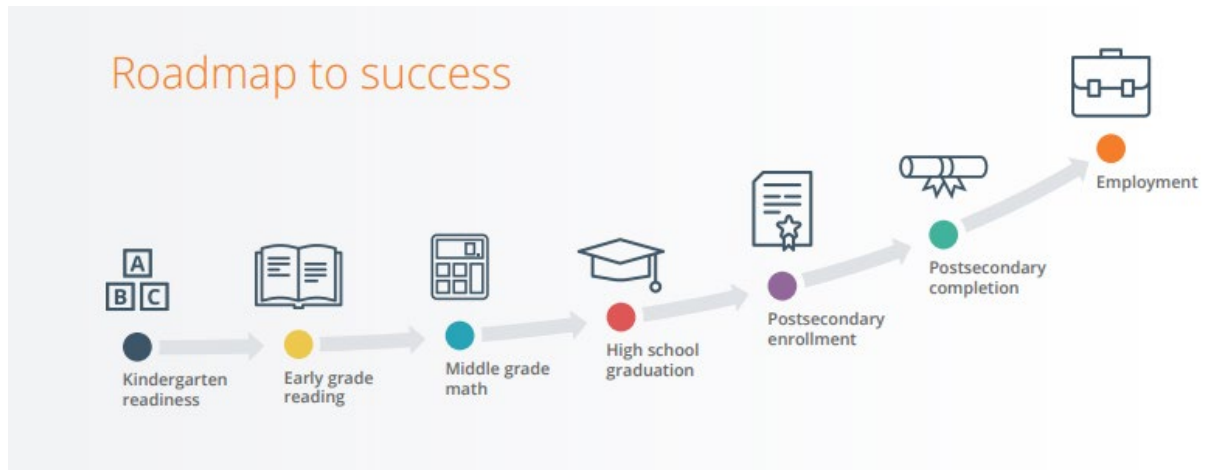 Roadmap to success
A
B C
Kindergarten
readiness
Early grade
reading
Middle grade
math
High school
graduation
Postsecondary
enrollment
Postsecondary
completion
Employment